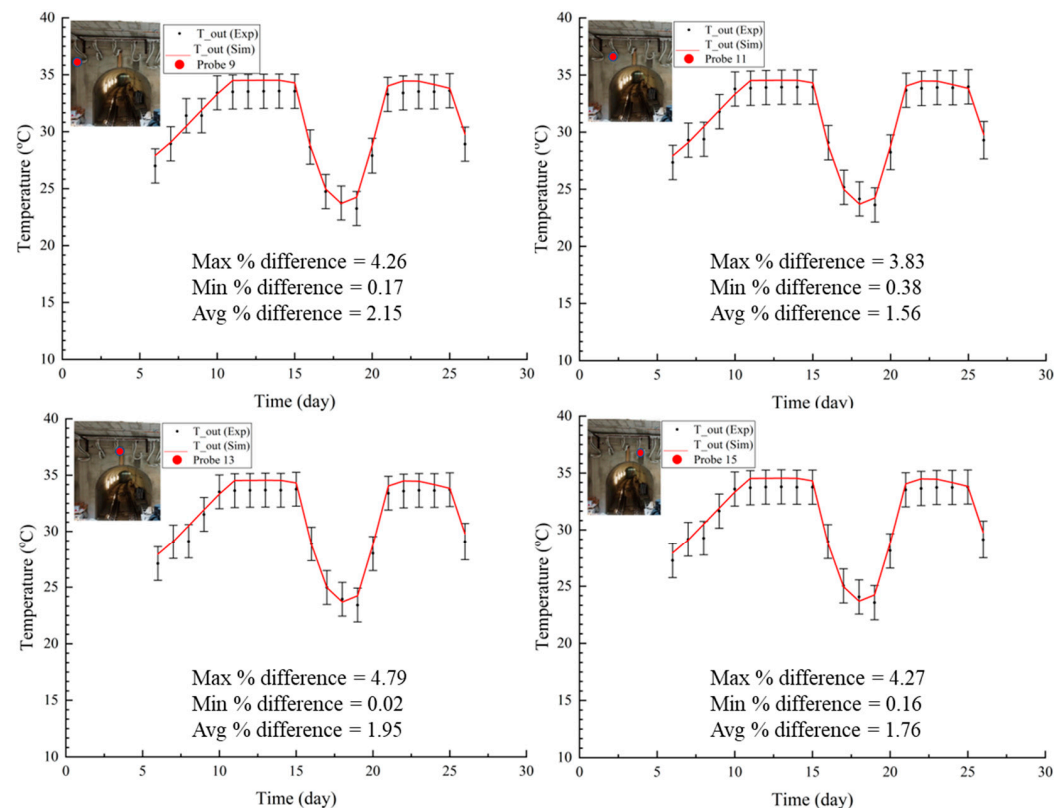 40
35
30
25
20
15
10
Temperature (ºC)
T_out (Exp)
T_out (Sim)
Probe 9
Max % difference = 4.26
Min % difference = 0.17
Avg % difference = 2.15
0 5 10 15 20 25 30
Time (day)
40
35
30
25
20
15
10
Temperature (ºC)
T_out (Exp)
T_out (Sim)
Probe 11
Max % difference = 3.83
Min % difference = 0.38
Avg % difference = 1.56
0 5 10 15 20 25 30
Time (day)
40
35
30
25
20
15
10
Temperature (ºC)
T_out (Exp)
T_out (Sim)
Probe 13
Max % difference = 4.79
Min % difference = 0.02
Avg % difference = 1.95
0 5 10 15 20 25 30
Time (day)
40
35
30
25
20
15
10
Temperature (ºC)
T_out (Exp)
T_out (Sim)
Probe 15
Max % difference = 4.27
Min % difference = 0.16
Avg % difference = 1.76
0 5 10 15 20 25 30
Time (day)